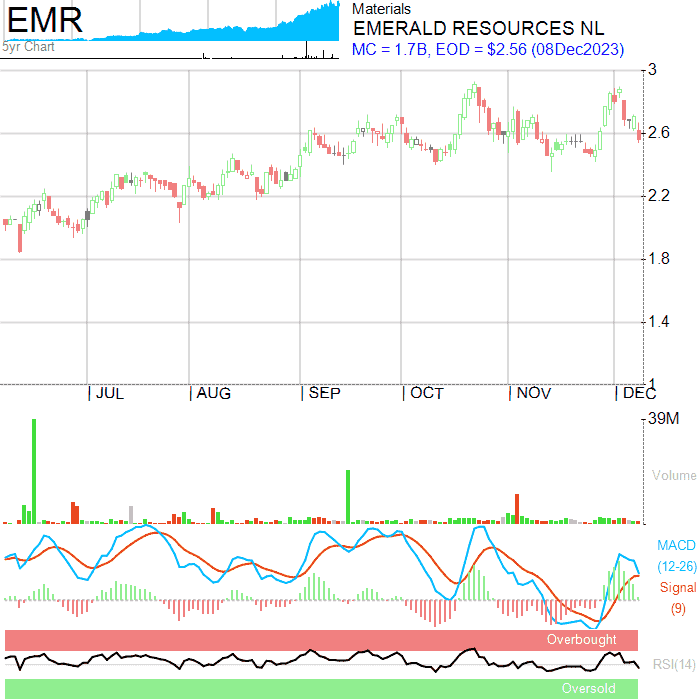 EMR
5yr Chart
Materials
EMERALD RESOURCES NL
MC = 1.7B, EOD = $2.56 (08Dec2023)
3
2.6
2.2
1.8
1.4
1
JUL
AUG
SEP
OCT
NOV
DEC
39M
Volume
MACD
(12-26)
Signal
(9)
Overbought
RSI(14)
Oversold